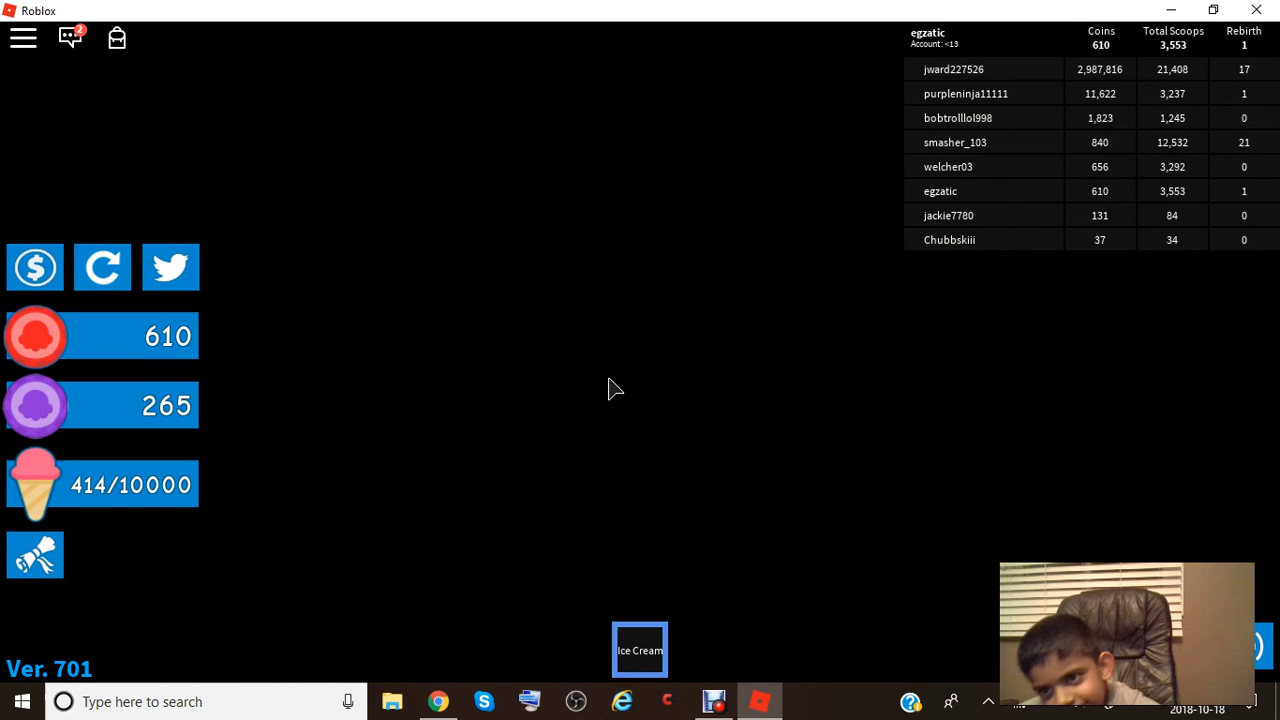 Roblox
2
egzatic Coins Total Scoops Rebirth
Account: <13 610 3,553 1
jward227526 2,987,816 21,408 17
purpleninja11111 11,622 3,237 1
bobtrolllol998 1,823 1,245 0
smasher_103 840 12,532 21
welcher03 656 3,292 0
egzatic 610 3,553 1
jackie7780 131 84 0
Chubbskiii 37 34 0
610
265
414/10000
Ice Cream
Ver. 701
Type here to search
2018-10-18